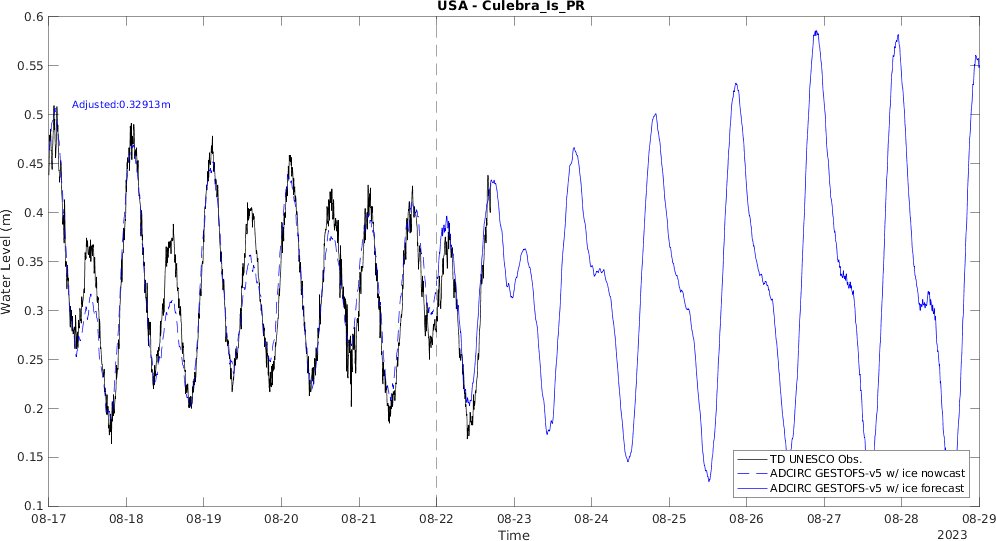 USA - Culebra_Is_PR
0.6
0.55
0.5
0.45
0.4
0.35
0.3
0.25
0.2
0.15
0.1
Water Level (m)
Adjusted:0.32913m
TD UNESCO Obs.
ADCIRC GESTOFS-v5 w/ ice nowcast
ADCIRC GESTOFS-v5 w/ ice forecast
08-17 08-18 08-19 08-20 08-21 08-22 08-23 08-24 08-25 08-26 08-27 08-28 08-29
Time
2023